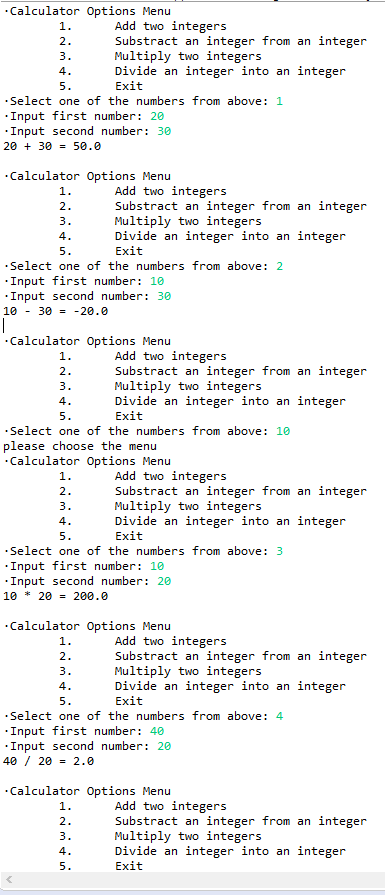 ·Calculator Options Menu
1. Add two integers
2. Substract an integer from an integer
3. Multiply two integers
4. Divide an integer into an integer
5. Exit
·Select one of the numbers from above: 1
·Input first number: 20
·Input second number: 30
20 + 30 = 50.0
·Calculator Options Menu
1. Add two integers
2. Substract an integer from an integer
3. Multiply two integers
4. Divide an integer into an integer
5. Exit
·Select one of the numbers from above: 2
·Input first number: 10
·Input second number: 30
10 - 30 = -20.0
·Calculator Options Menu
1. Add two integers
2. Substract an integer from an integer
3. Multiply two integers
4. Divide an integer into an integer
5. Exit
·Select one of the numbers from above: 10
please choose the menu
·Calculator Options Menu
1. Add two integers
2. Substract an integer from an integer
3. Multiply two integers
4. Divide an integer into an integer
5. Exit
·Select one of the numbers from above: 3
·Input first number: 10
·Input second number: 20
10 * 20 = 200.0
·Calculator Options Menu
1. Add two integers
2. Substract an integer from an integer
3. Multiply two integers
4. Divide an integer into an integer
5. Exit
·Select one of the numbers from above: 4
·Input first number: 40
·Input second number: 20
40 / 20 = 2.0
·Calculator Options Menu
1. Add two integers
2. Substract an integer from an integer
3. Multiply two integers
4. Divide an integer into an integer
5. Exit